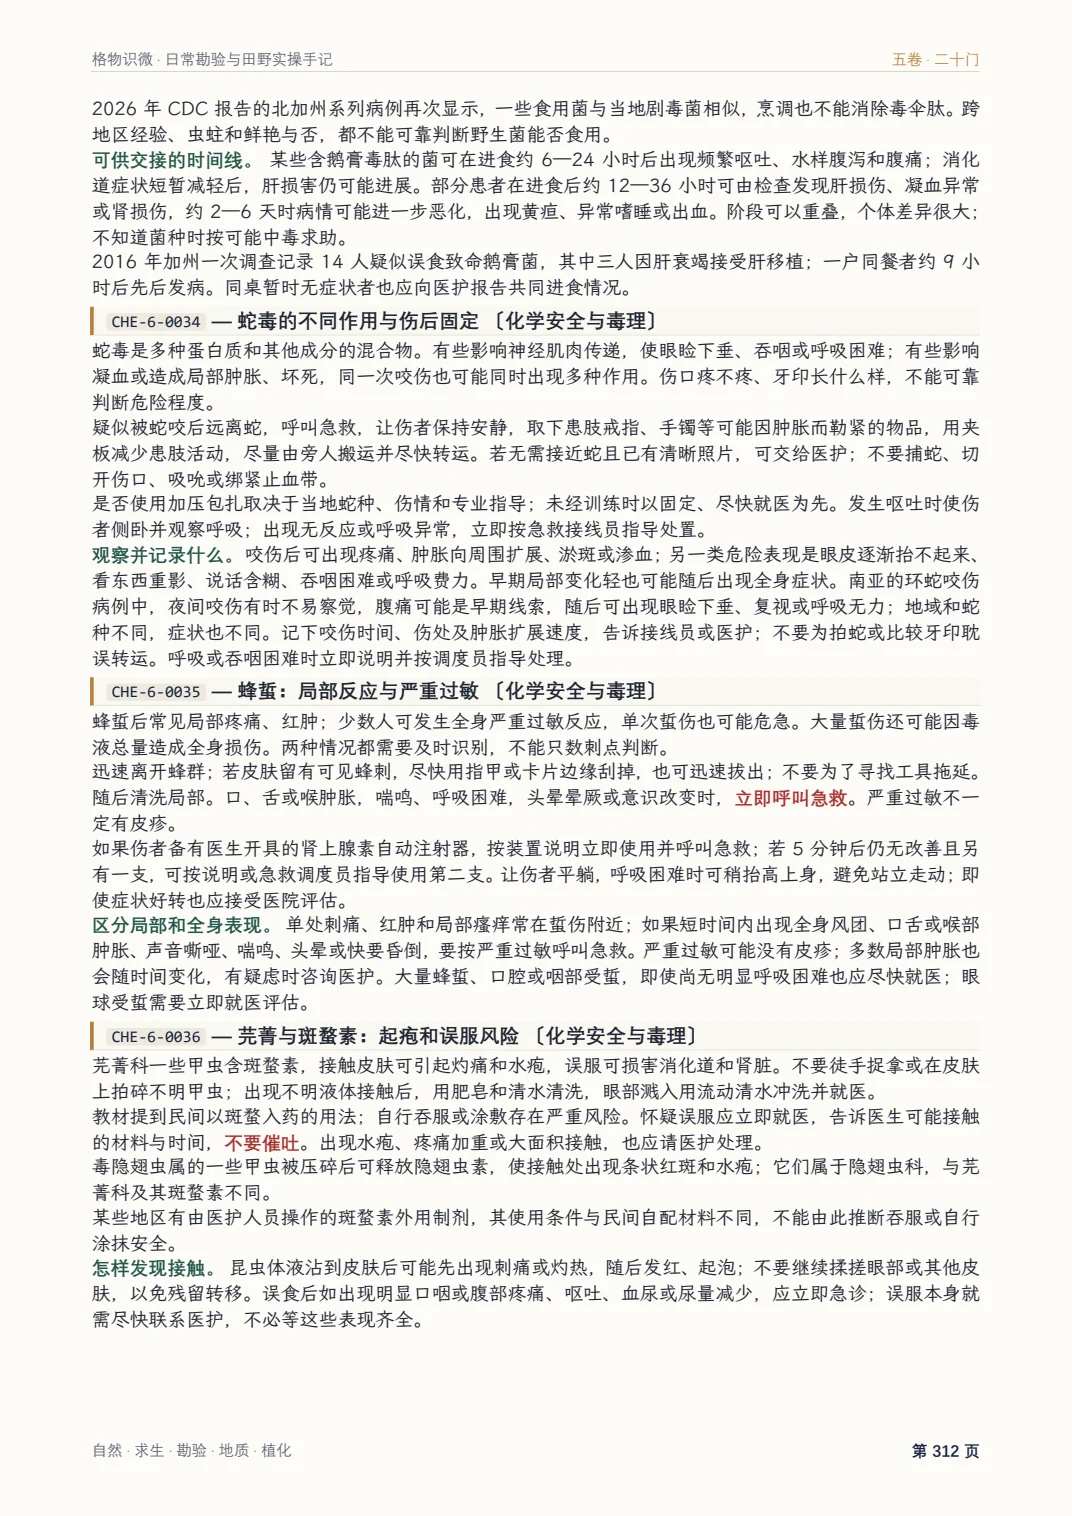 格物识微 · 日常勘验与田野实操手记
五卷 · 二十门
2026 年 CDC 报告的北加州系列病例再次显示，一些食用菌与当地剧毒菌相似，烹调也不能消除毒伞肽。跨
地区经验、虫蛀和鲜艳与否，都不能可靠判断野生菌能否食用。
可供交接的时间线。 某些含鹅膏毒肽的菌可在进食约 6—24 小时后出现频繁呕吐、水样腹泻和腹痛；消化
道症状短暂减轻后，肝损害仍可能进展。部分患者在进食后约 12—36 小时可由检查发现肝损伤、凝血异常
或肾损伤，约 2—6 天时病情可能进一步恶化，出现黄疸、异常嗜睡或出血。阶段可以重叠，个体差异很大；
不知道菌种时按可能中毒求助。
2016 年加州一次调查记录 14 人疑似误食致命鹅膏菌，其中三人因肝衰竭接受肝移植；一户同餐者约 9 小
时后先后发病。同桌暂时无症状者也应向医护报告共同进食情况。
CHE-6-0034 — 蛇毒的不同作用与伤后固定 〔化学安全与毒理〕
蛇毒是多种蛋白质和其他成分的混合物。有些影响神经肌肉传递，使眼睑下垂、吞咽或呼吸困难；有些影响
凝血或造成局部肿胀、坏死，同一次咬伤也可能同时出现多种作用。伤口疼不疼、牙印长什么样，不能可靠
判断危险程度。
疑似被蛇咬后远离蛇，呼叫急救，让伤者保持安静，取下患肢戒指、手镯等可能因肿胀而勒紧的物品，用夹
板减少患肢活动，尽量由旁人搬运并尽快转运。若无需接近蛇且已有清晰照片，可交给医护；不要捕蛇、切
开伤口、吸吮或绑紧止血带。
是否使用加压包扎取决于当地蛇种、伤情和专业指导；未经训练时以固定、尽快就医为先。发生呕吐时使伤
者侧卧并观察呼吸；出现无反应或呼吸异常，立即按急救接线员指导处置。
观察并记录什么。 咬伤后可出现疼痛、肿胀向周围扩展、淤斑或渗血；另一类危险表现是眼皮逐渐抬不起来、
看东西重影、说话含糊、吞咽困难或呼吸费力。早期局部变化轻也可能随后出现全身症状。南亚的环蛇咬伤
病例中，夜间咬伤有时不易察觉，腹痛可能是早期线索，随后可出现眼睑下垂、复视或呼吸无力；地域和蛇
种不同，症状也不同。记下咬伤时间、伤处及肿胀扩展速度，告诉接线员或医护；不要为拍蛇或比较牙印耽
误转运。呼吸或吞咽困难时立即说明并按调度员指导处理。
CHE-6-0035 — 蜂蜇：局部反应与严重过敏 〔化学安全与毒理〕
蜂蜇后常见局部疼痛、红肿；少数人可发生全身严重过敏反应，单次蜇伤也可能危急。大量蜇伤还可能因毒
液总量造成全身损伤。两种情况都需要及时识别，不能只数刺点判断。
迅速离开蜂群；若皮肤留有可见蜂刺，尽快用指甲或卡片边缘刮掉，也可迅速拔出；不要为了寻找工具拖延。
随后清洗局部。口、舌或喉肿胀，喘鸣、呼吸困难，头晕晕厥或意识改变时，立即呼叫急救。严重过敏不一
定有皮疹。
如果伤者备有医生开具的肾上腺素自动注射器，按装置说明立即使用并呼叫急救；若 5 分钟后仍无改善且另
有一支，可按说明或急救调度员指导使用第二支。让伤者平躺，呼吸困难时可稍抬高上身，避免站立走动；即
使症状好转也应接受医院评估。
区分局部和全身表现。 单处刺痛、红肿和局部瘙痒常在蜇伤附近；如果短时间内出现全身风团、口舌或喉部
肿胀、声音嘶哑、喘鸣、头晕或快要昏倒，要按严重过敏呼叫急救。严重过敏可能没有皮疹；多数局部肿胀也
会随时间变化，有疑虑时咨询医护。大量蜂蜇、口腔或咽部受蜇，即使尚无明显呼吸困难也应尽快就医；眼
球受蜇需要立即就医评估。
CHE-6-0036 — 芫菁与斑蝥素：起疱和误服风险 〔化学安全与毒理〕
芫菁科一些甲虫含斑蝥素，接触皮肤可引起灼痛和水疱，误服可损害消化道和肾脏。不要徒手捉拿或在皮肤
上拍碎不明甲虫；出现不明液体接触后，用肥皂和清水清洗，眼部溅入用流动清水冲洗并就医。
教材提到民间以斑蝥入药的用法；自行吞服或涂敷存在严重风险。怀疑误服应立即就医，告诉医生可能接触
的材料与时间，不要催吐。出现水疱、疼痛加重或大面积接触，也应请医护处理。
毒隐翅虫属的一些甲虫被压碎后可释放隐翅虫素，使接触处出现条状红斑和水疱；它们属于隐翅虫科，与芫
菁科及其斑蝥素不同。
某些地区有由医护人员操作的斑蝥素外用制剂，其使用条件与民间自配材料不同，不能由此推断吞服或自行
涂抹安全。
怎样发现接触。 昆虫体液沾到皮肤后可能先出现刺痛或灼热，随后发红、起泡；不要继续揉搓眼部或其他皮
肤，以免残留转移。误食后如出现明显口咽或腹部疼痛、呕吐、血尿或尿量减少，应立即急诊；误服本身就
需尽快联系医护，不必等这些表现齐全。
自然 · 求生 · 勘验 · 地质 · 植化
第 312 页